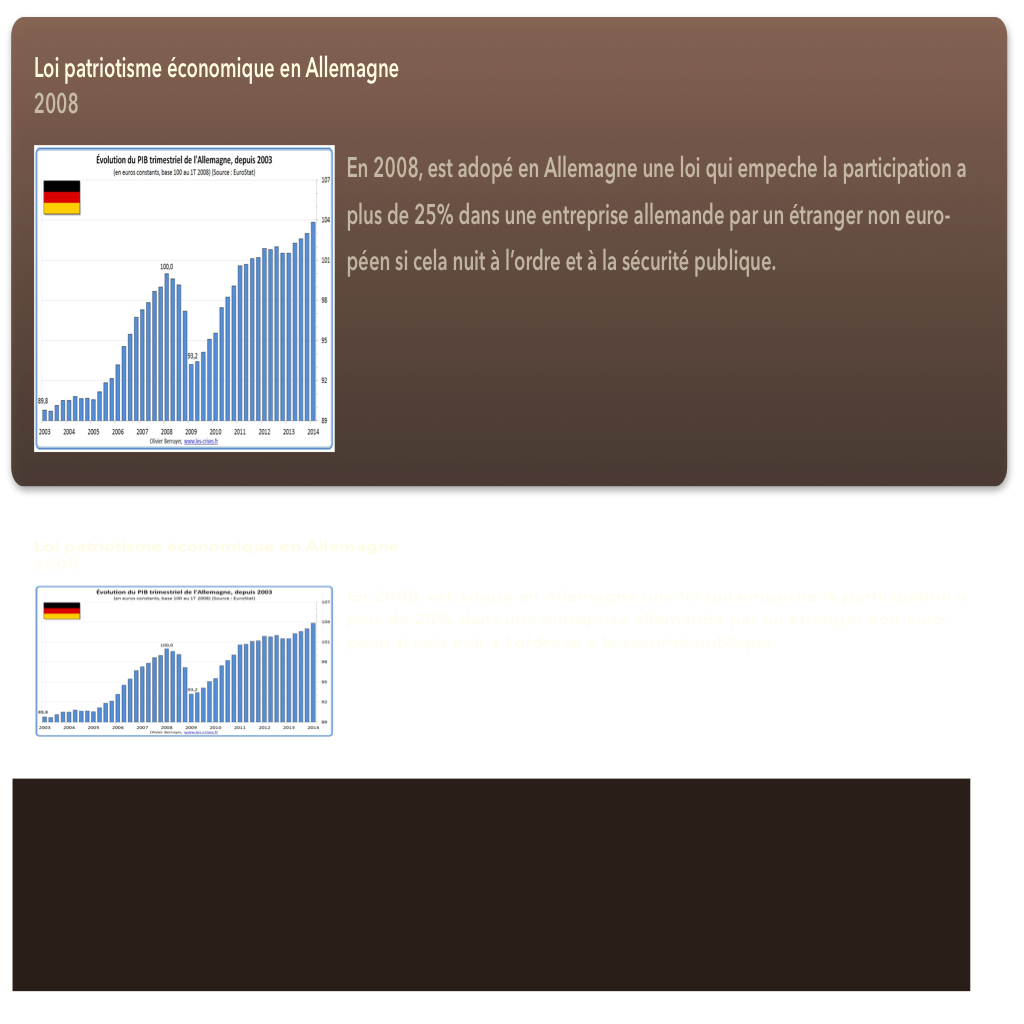 Loi patriotisme économique en Allemagne
2008
Évolution du PIB trimestriel de l'Allemagne, depuis 2003
(en euros constants, base 100 au 1T 2008) (Source : EuroStat)
107
104
101
98
95
92
89
89,8
100,0
93,2
2003 2004 2005 2006 2007 2008 2009 2010 2011 2012 2013 2014
Olivier Berruyer, www.les-crises.fr
En 2008, est adopé en Allemagne une loi qui empeche la participation a
plus de 25% dans une entreprise allemande par un étranger non euro-
péen si cela nuit à l’ordre et à la sécurité publique.
Loi patriotisme économique en Allemagne
2008
Évolution du PIB trimestriel de l'Allemagne, depuis 2003
(en euros constants, base 100 au 1T 2008) (Source : EuroStat)
107
104
101
98
95
92
89
89,8
100,0
93,2
2003 2004 2005 2006 2007 2008 2009 2010 2011 2012 2013 2014
Olivier Berruyer, www.les-crises.fr
En 2008, est adopé en Allemagne une loi qui empeche la participation a
plus de 25% dans une entreprise allemande par un étranger non euro-
péen si cela nuit à l’ordre et à la sécurité publique.